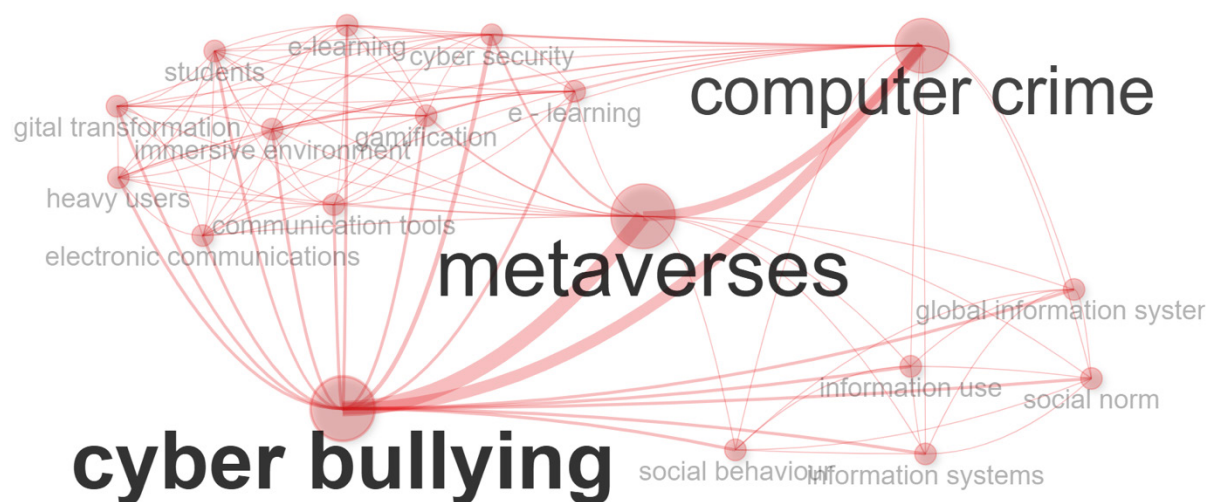 e-learning
cyber security
students
computer crime
e - learning
gital transformation
gamification
immersive environment
heavy users
communication tools
electronic communications
metaverses
global information syster
information use
social norm
cyber bullying
social behaviour
information systems